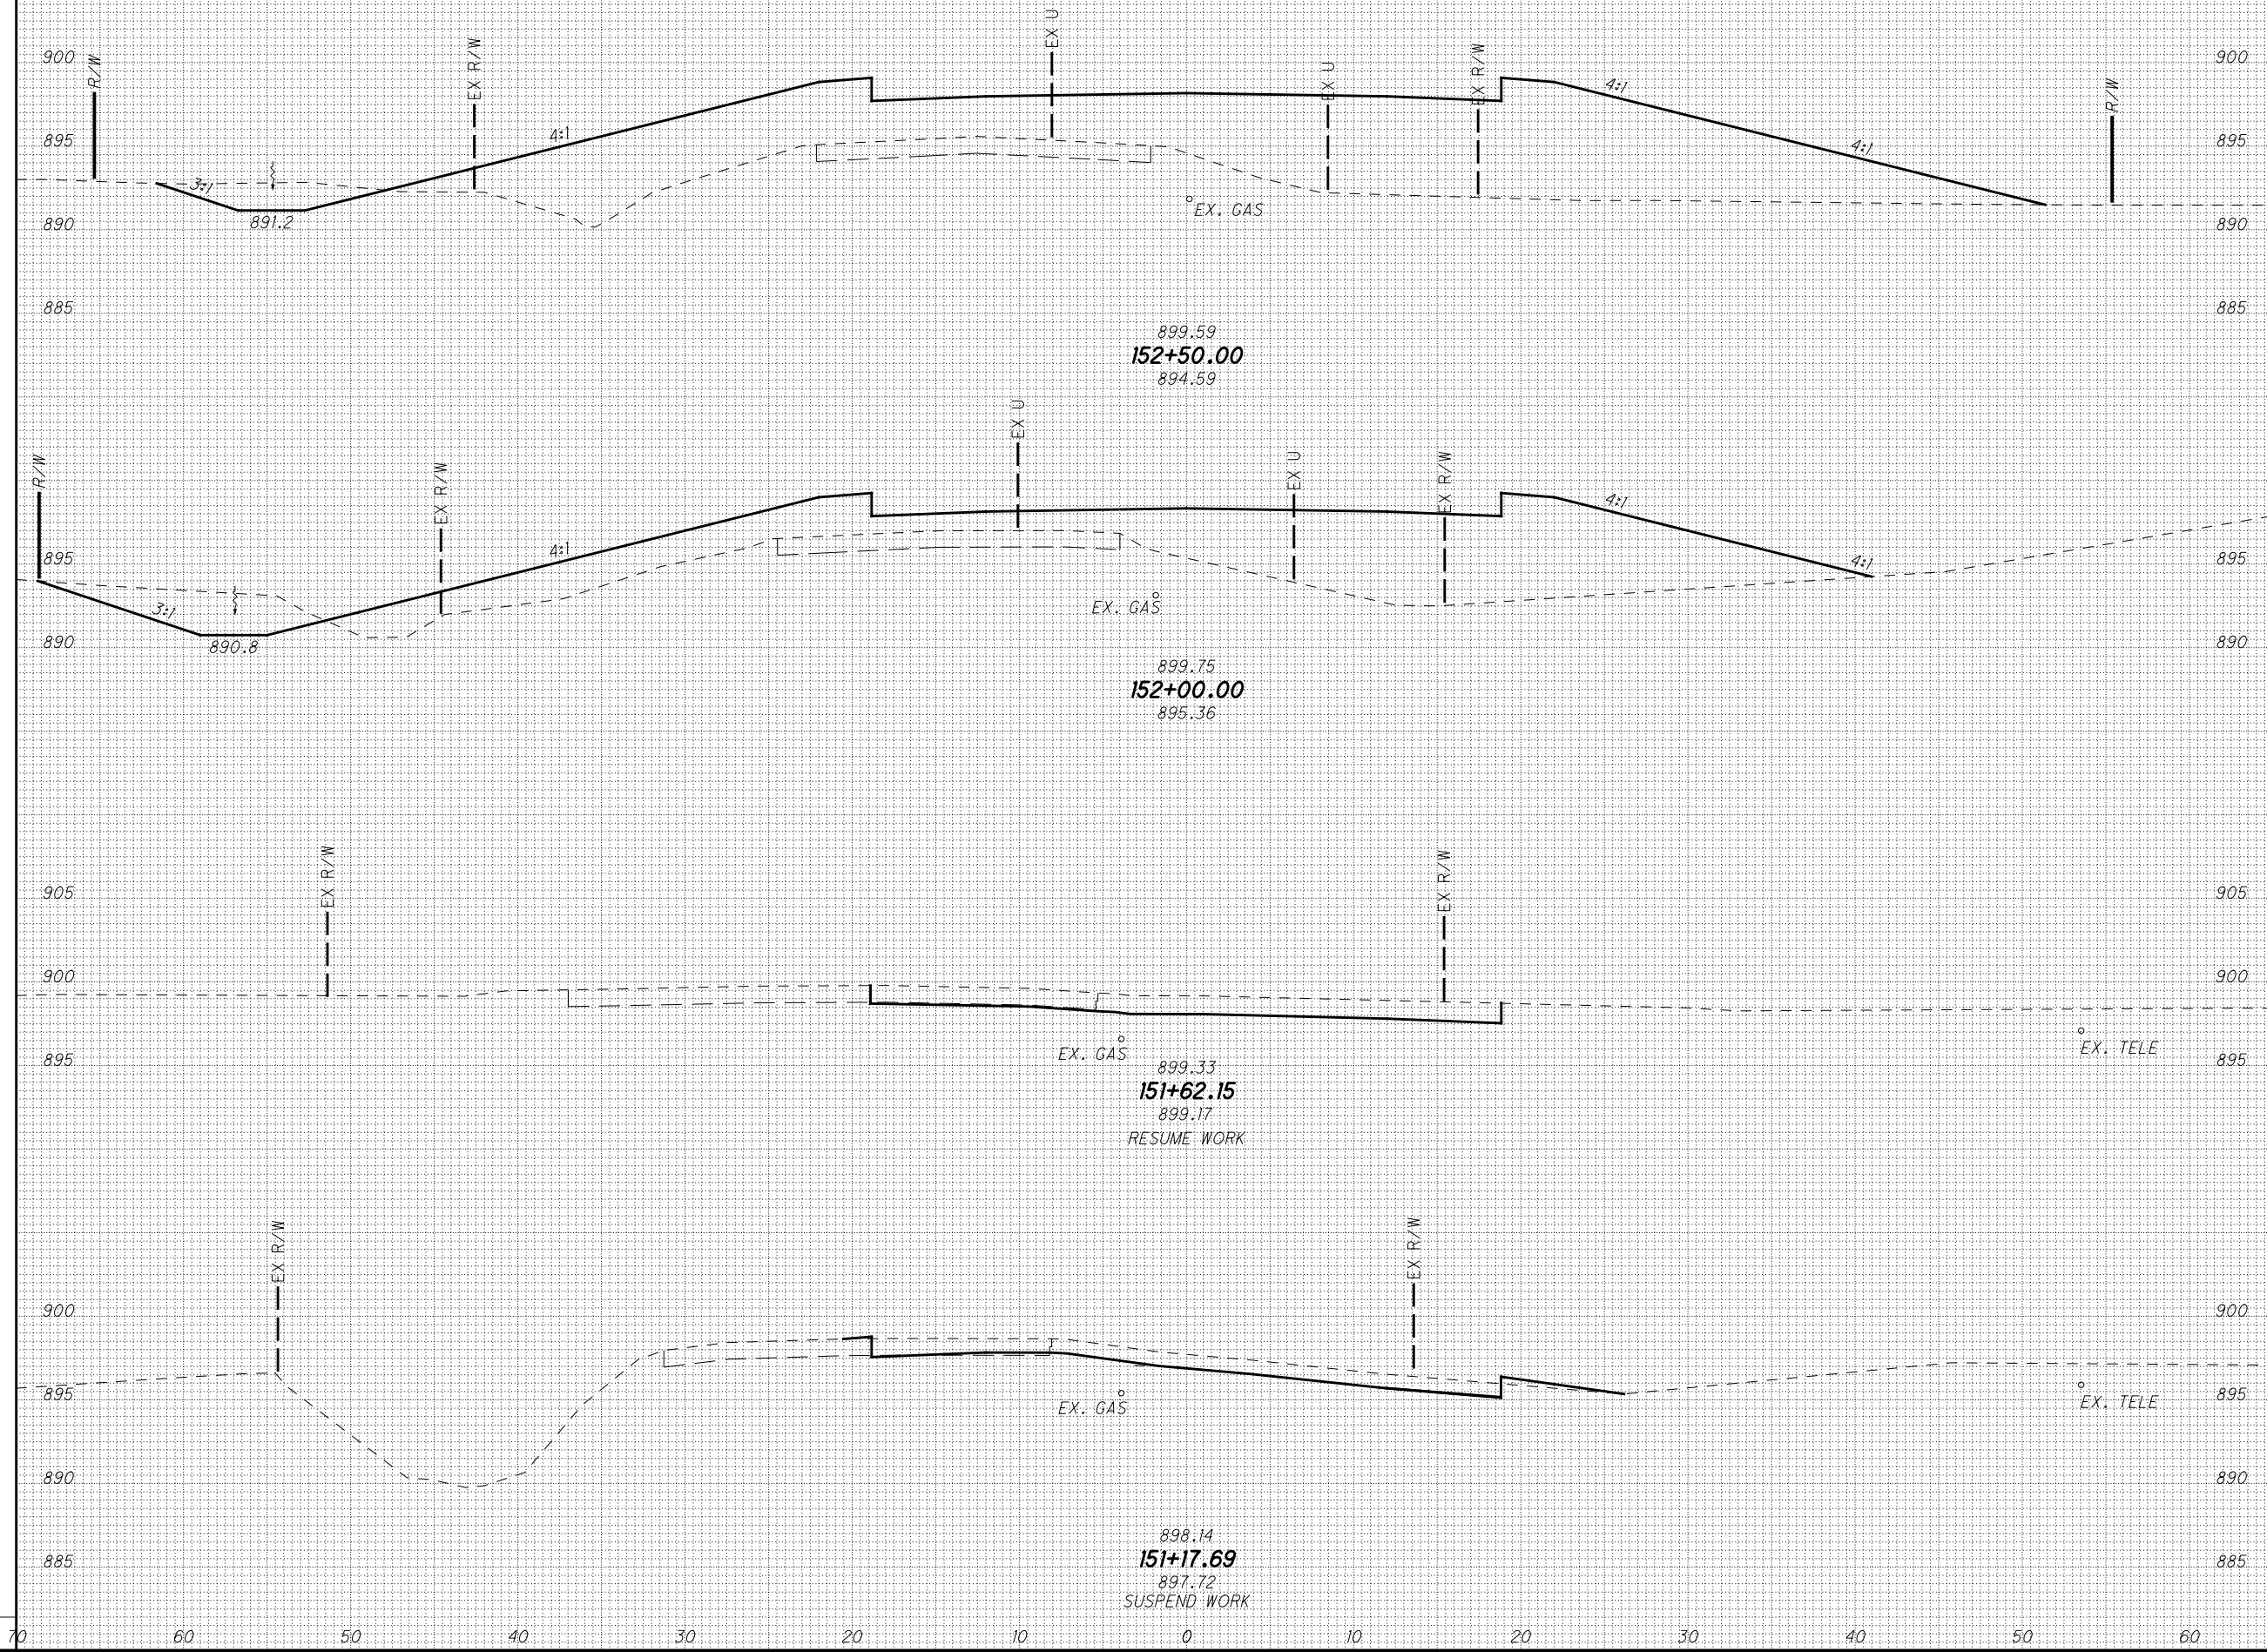 EX U
900 R/W EX R/W EX U EX R/W 4:1 R/W 900
895 4:1 4:1 895
3:1
891.2 EX. GAS
890 890
885 885
899.59
152+50.00
894.59
EX U
R/W EX R/W EX U EX R/W 4:1
895 4:1 4:1 895
3:1 EX. GAS
890 890.8 890
899.75
152+00.00
895.36
EX R/W EX R/W
905 905
900 900
895 EX. GAS EX. TELE 895
899.33
151+62.15
899.17
RESUME WORK
EX R/W EX R/W
900 900
895 895
EX. GAS EX. TELE
890 890
898.14
885 151+17.69 885
897.72
SUSPEND WORK
70 60 50 40 30 20 10 0 10 20 30 40 50 60